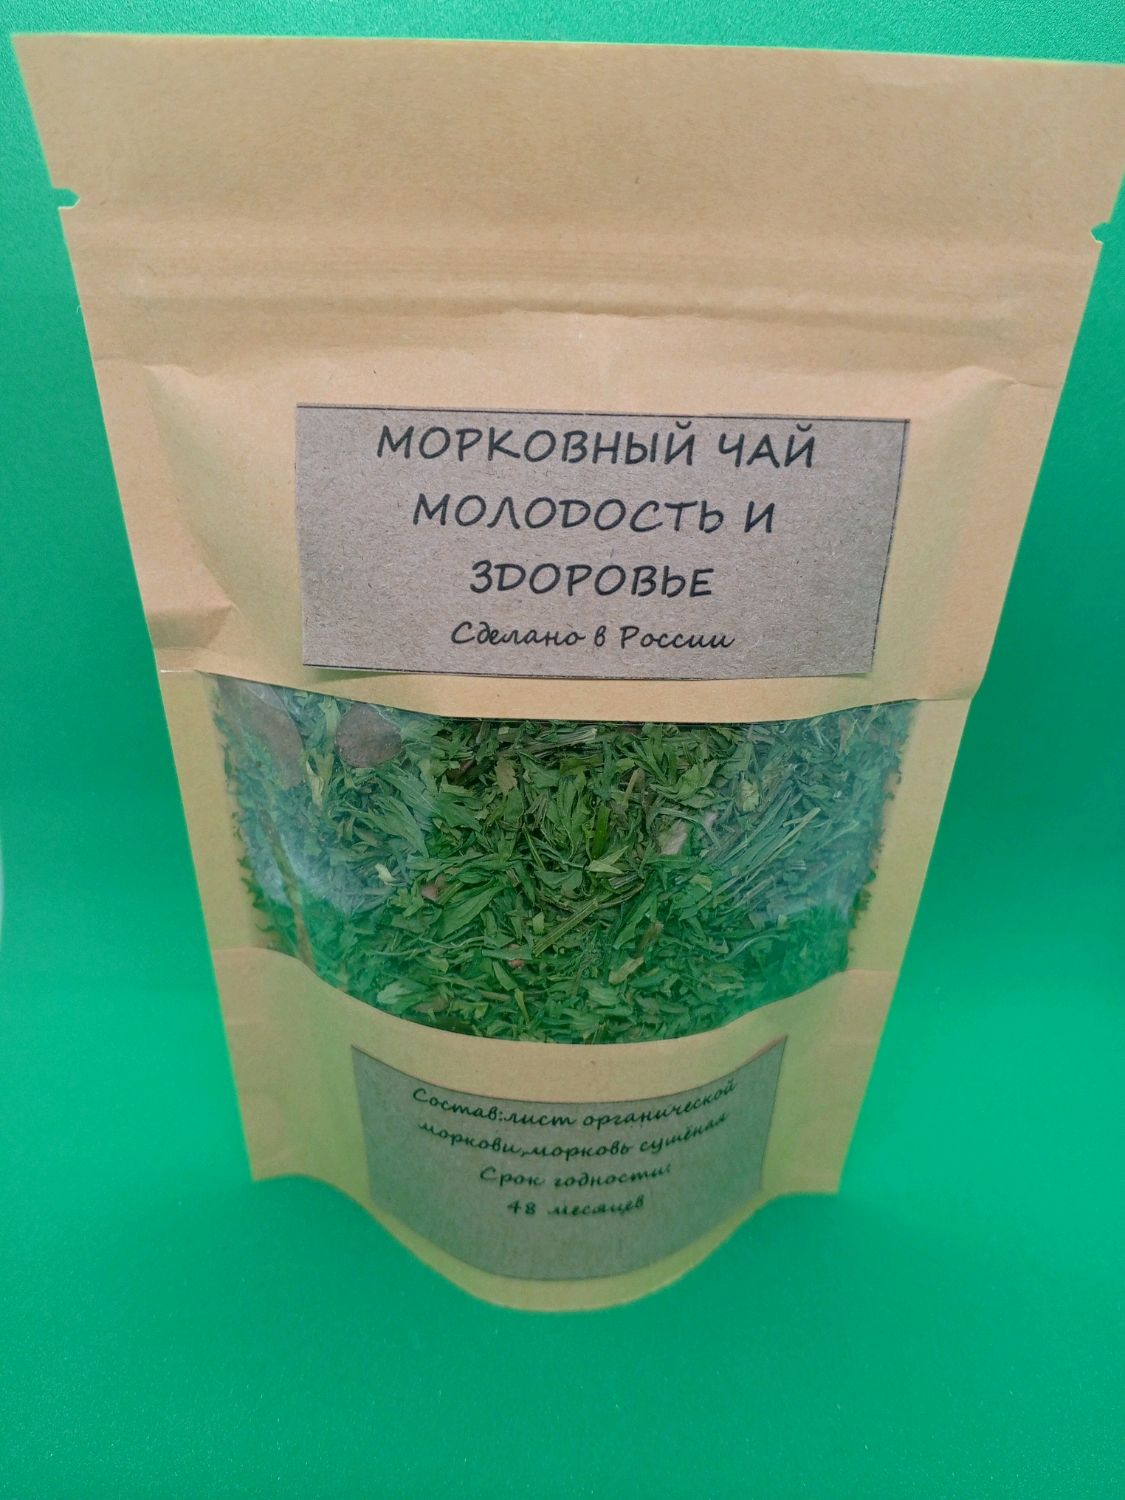 МОРКОВНЫЙ ЧАЙ
МОЛОДОСТЬ И
ЗДОРОВЬЕ
Сделано в России
Состав:лист органической
моркови,морковь сушёная
Срок годности:
48 месяцев